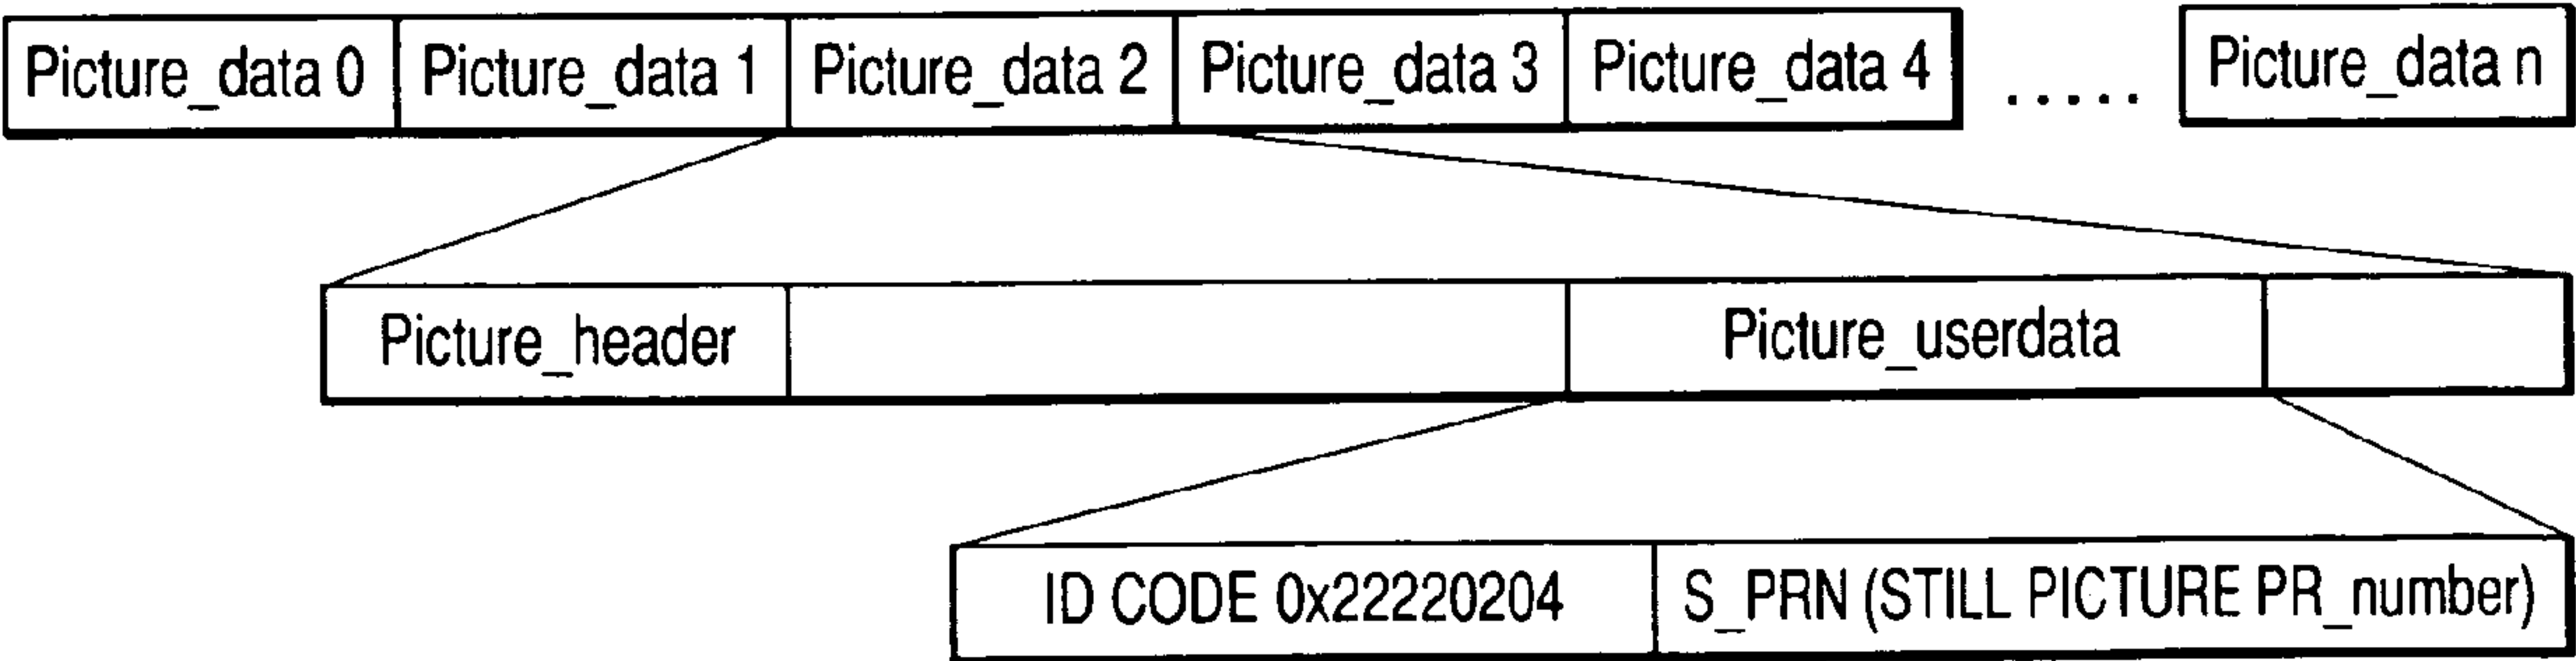 Picture_data 0 Picture_data 1 Picture_data 2 Picture_data 3 Picture_data 4 ..... Picture_data n
Picture_header Picture_userdata
ID CODE 0x22220204 S_PRN (STILL PICTURE PR_number)